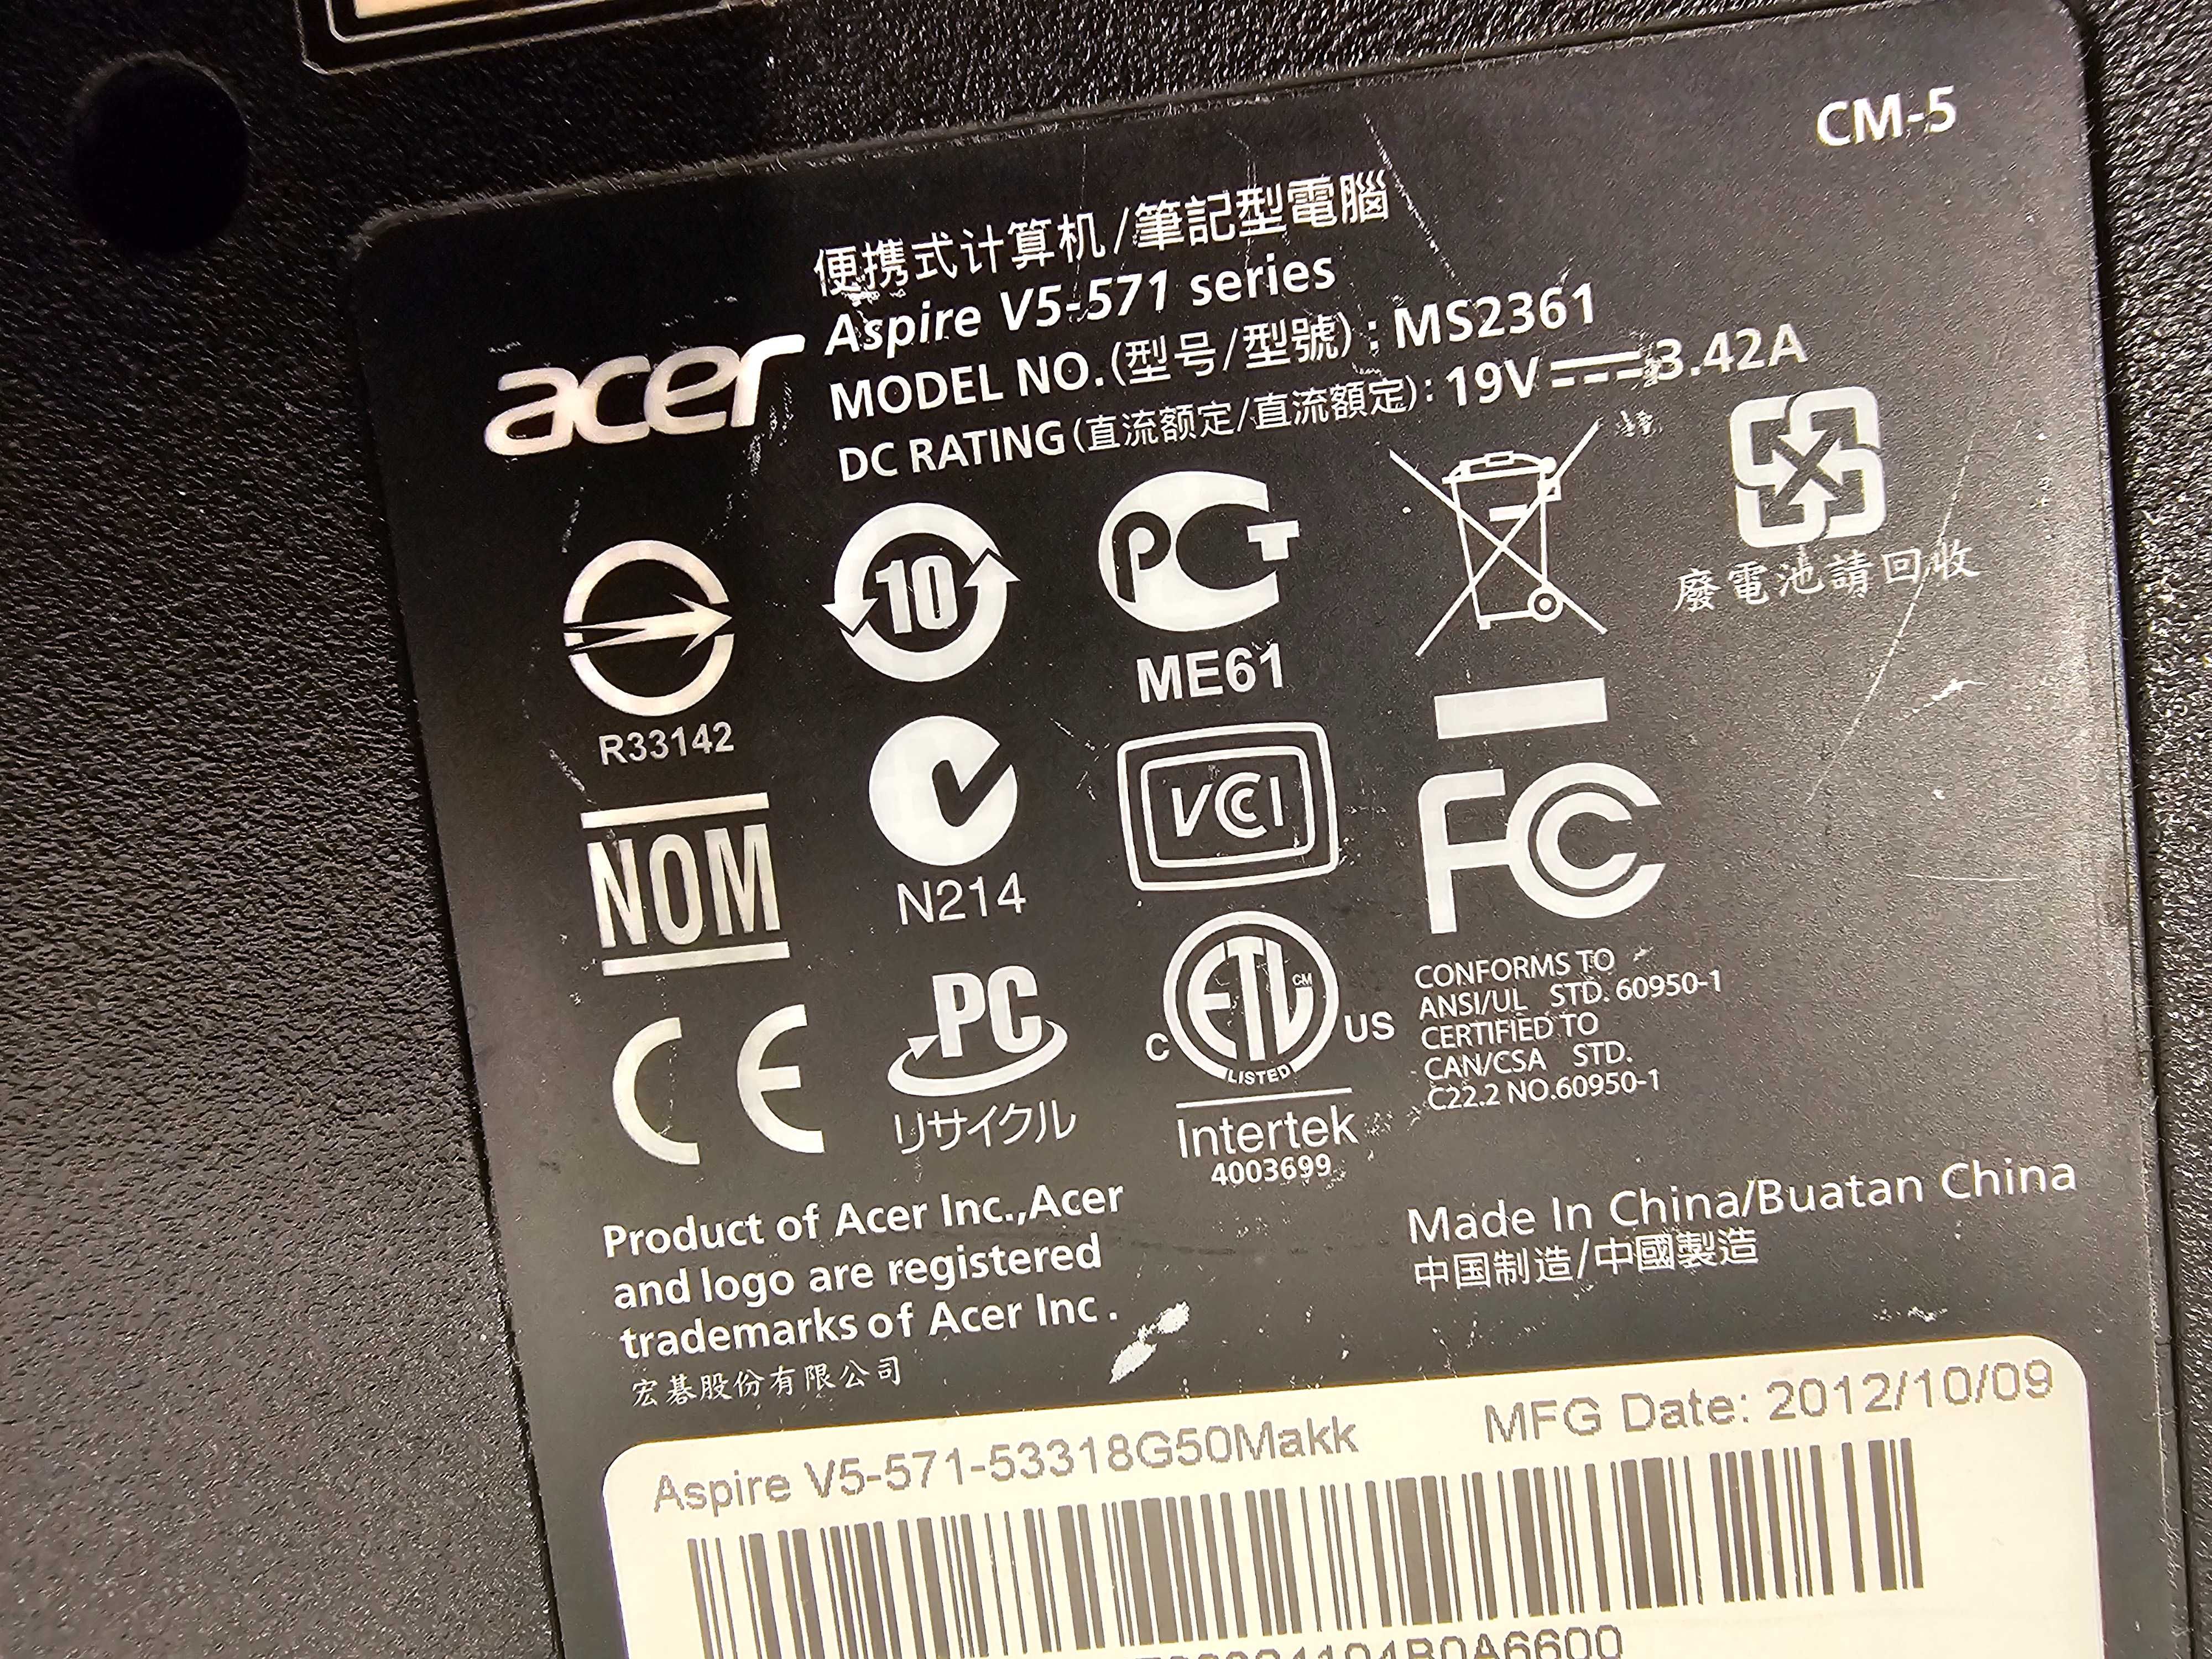 CM-5
便携式计算机/筆記型電腦
Aspire V5-571 series
acer
MODEL NO.(型号/型號) : MS2361
DC RATING(直流额定/直流額定): 19V 3.42A
10
PCT
廢電池請回收
ME61
R33142
NOM
N214
VCCI
FC
CE
PC
リサイクル
C ETL CM US
LISTED
Intertek
4003699
CONFORMS TO
ANSI/UL STD. 60950-1
CERTIFIED TO
CAN/CSA STD.
C22.2 NO.60950-1
Product of Acer Inc.,Acer
and logo are registered
trademarks of Acer Inc .
宏碁股份有限公司
Made In China/Buatan China
中国制造/中國製造
Aspire V5-571-53318G50Makk
MFG Date: 2012/10/09